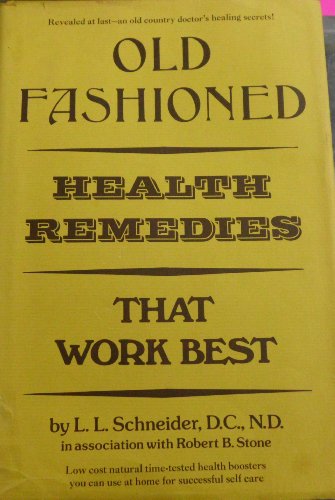 Revealed at last—an old country doctor's healing secrets!
OLD
FASHIONED
HEALTH
REMEDIES
THAT
WORK BEST
by L. L. Schneider, D.C., N.D.
in association with Robert B. Stone
Low cost natural time-tested health boosters
you can use at home for successful self care